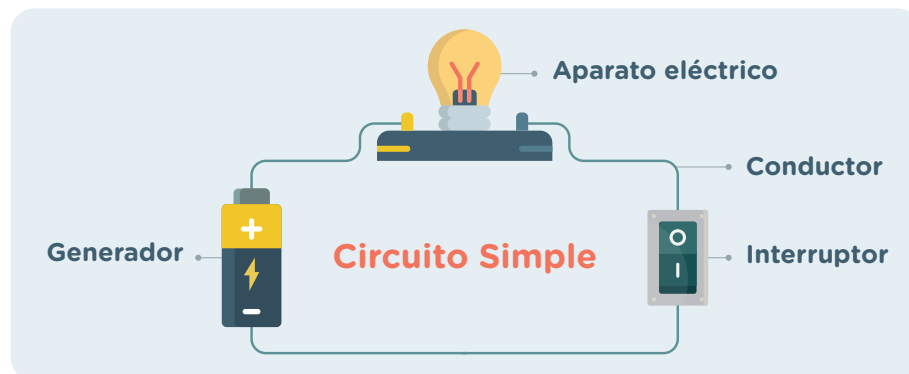 Aparato eléctrico
Conductor
Generador
Circuito Simple
Interruptor